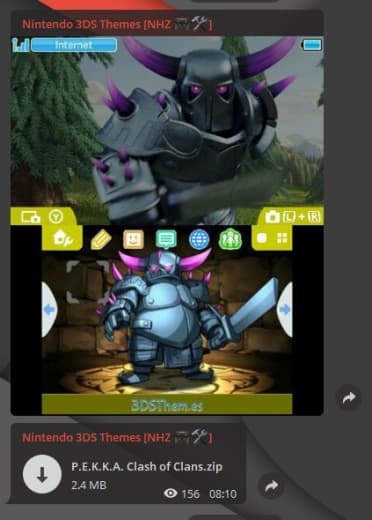 Nintendo 3DS Themes [NHZ 🔫🛠]
Internet
Y
(L)+(R)
3DSThem.es
Nintendo 3DS Themes [NHZ 🔫🛠]
P.E.K.K.A. Clash of Clans.zip
2.4 MB
156 08:10